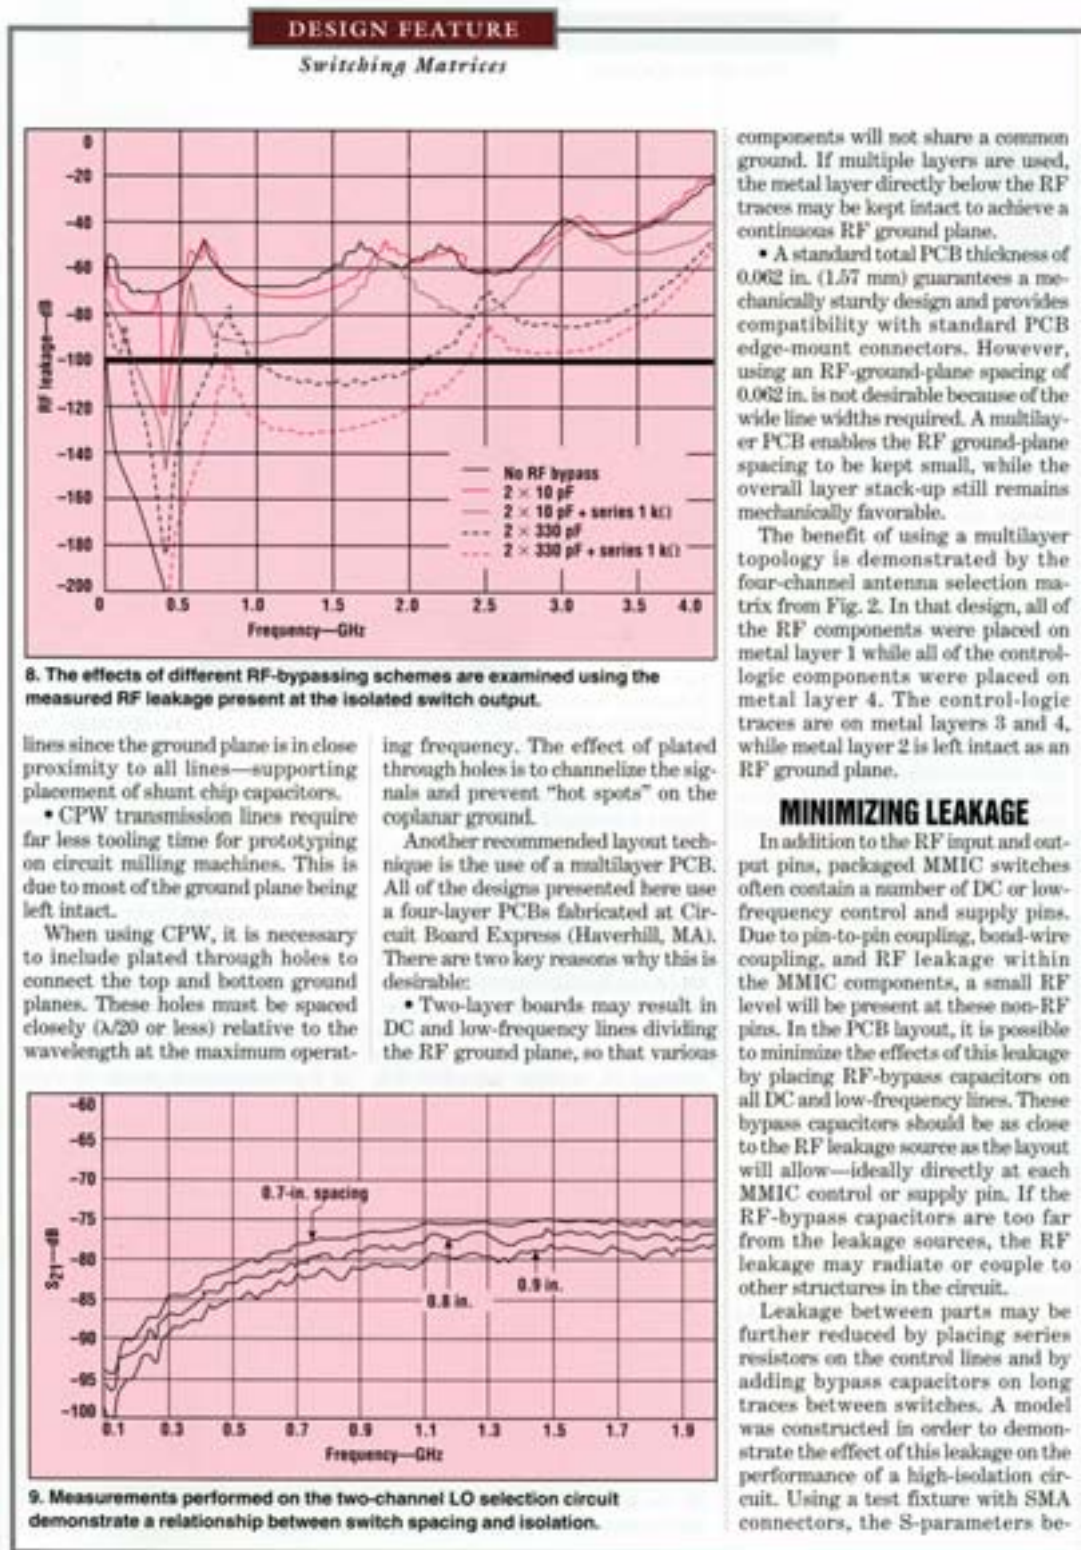 DESIGN FEATURE
Switching Matrices
0
-20
-40
-60
-80
-100
-120
-140
-160
-180
-200
RF leakage—dB
No RF bypass
2 × 10 pF
2 × 10 pF + series 1 kΩ
2 × 330 pF
2 × 330 pF + series 1 kΩ
0 0.5 1.0 1.5 2.0 2.5 3.0 3.5 4.0
Frequency—GHz
8. The effects of different RF-bypassing schemes are examined using the
measured RF leakage present at the isolated switch output.
lines since the ground plane is in close
proximity to all lines—supporting
placement of shunt chip capacitors.
• CPW transmission lines require
far less tooling time for prototyping
on circuit milling machines. This is
due to most of the ground plane being
left intact.
When using CPW, it is necessary
to include plated through holes to
connect the top and bottom ground
planes. These holes must be spaced
closely (λ/20 or less) relative to the
wavelength at the maximum operat-
ing frequency. The effect of plated
through holes is to channelize the sig-
nals and prevent "hot spots" on the
coplanar ground.
Another recommended layout tech-
nique is the use of a multilayer PCB.
All of the designs presented here use
a four-layer PCBs fabricated at Cir-
cuit Board Express (Haverhill, MA).
There are two key reasons why this is
desirable:
• Two-layer boards may result in
DC and low-frequency lines dividing
the RF ground plane, so that various
-60
-65
-70
-75
-80
-85
-90
-95
-100
S21—dB
0.7-in. spacing
0.8 in.
0.9 in.
0.1 0.3 0.5 0.7 0.9 1.1 1.3 1.5 1.7 1.9
Frequency—GHz
9. Measurements performed on the two-channel LO selection circuit
demonstrate a relationship between switch spacing and isolation.
components will not share a common
ground. If multiple layers are used,
the metal layer directly below the RF
traces may be kept intact to achieve a
continuous RF ground plane.
• A standard total PCB thickness of
0.062 in. (1.57 mm) guarantees a me-
chanically sturdy design and provides
compatibility with standard PCB
edge-mount connectors. However,
using an RF-ground-plane spacing of
0.062 in. is not desirable because of the
wide line widths required. A multilay-
er PCB enables the RF ground-plane
spacing to be kept small, while the
overall layer stack-up still remains
mechanically favorable.
The benefit of using a multilayer
topology is demonstrated by the
four-channel antenna selection ma-
trix from Fig. 2. In that design, all of
the RF components were placed on
metal layer 1 while all of the control-
logic components were placed on
metal layer 4. The control-logic
traces are on metal layers 3 and 4,
while metal layer 2 is left intact as an
RF ground plane.
MINIMIZING LEAKAGE
In addition to the RF input and out-
put pins, packaged MMIC switches
often contain a number of DC or low-
frequency control and supply pins.
Due to pin-to-pin coupling, bond-wire
coupling, and RF leakage within
the MMIC components, a small RF
level will be present at these non-RF
pins. In the PCB layout, it is possible
to minimize the effects of this leakage
by placing RF-bypass capacitors on
all DC and low-frequency lines. These
bypass capacitors should be as close
to the RF leakage source as the layout
will allow—ideally directly at each
MMIC control or supply pin. If the
RF-bypass capacitors are too far
from the leakage sources, the RF
leakage may radiate or couple to
other structures in the circuit.
Leakage between parts may be
further reduced by placing series
resistors on the control lines and by
adding bypass capacitors on long
traces between switches. A model
was constructed in order to demon-
strate the effect of this leakage on the
performance of a high-isolation cir-
cuit. Using a test fixture with SMA
connectors, the S-parameters be-